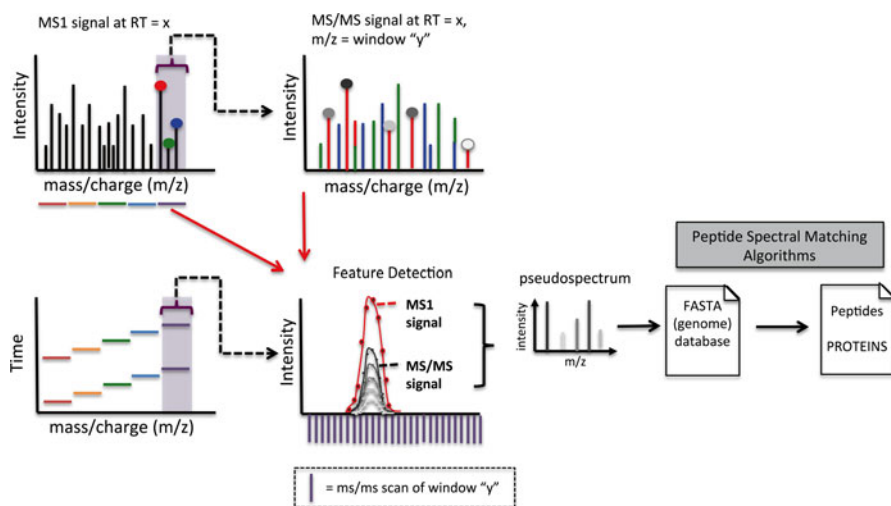 MS1 signal at RT = x
MS/MS signal at RT = x,
m/z = window “y”
Intensity
mass/charge (m/z)
Intensity
mass/charge (m/z)
Time
mass/charge (m/z)
Feature Detection
Intensity
MS1
signal
MS/MS
signal
= ms/ms scan of window “y”
pseudospectrum
intensity
m/z
Peptide Spectral Matching
Algorithms
FASTA
(genome)
database
Peptides
PROTEINS